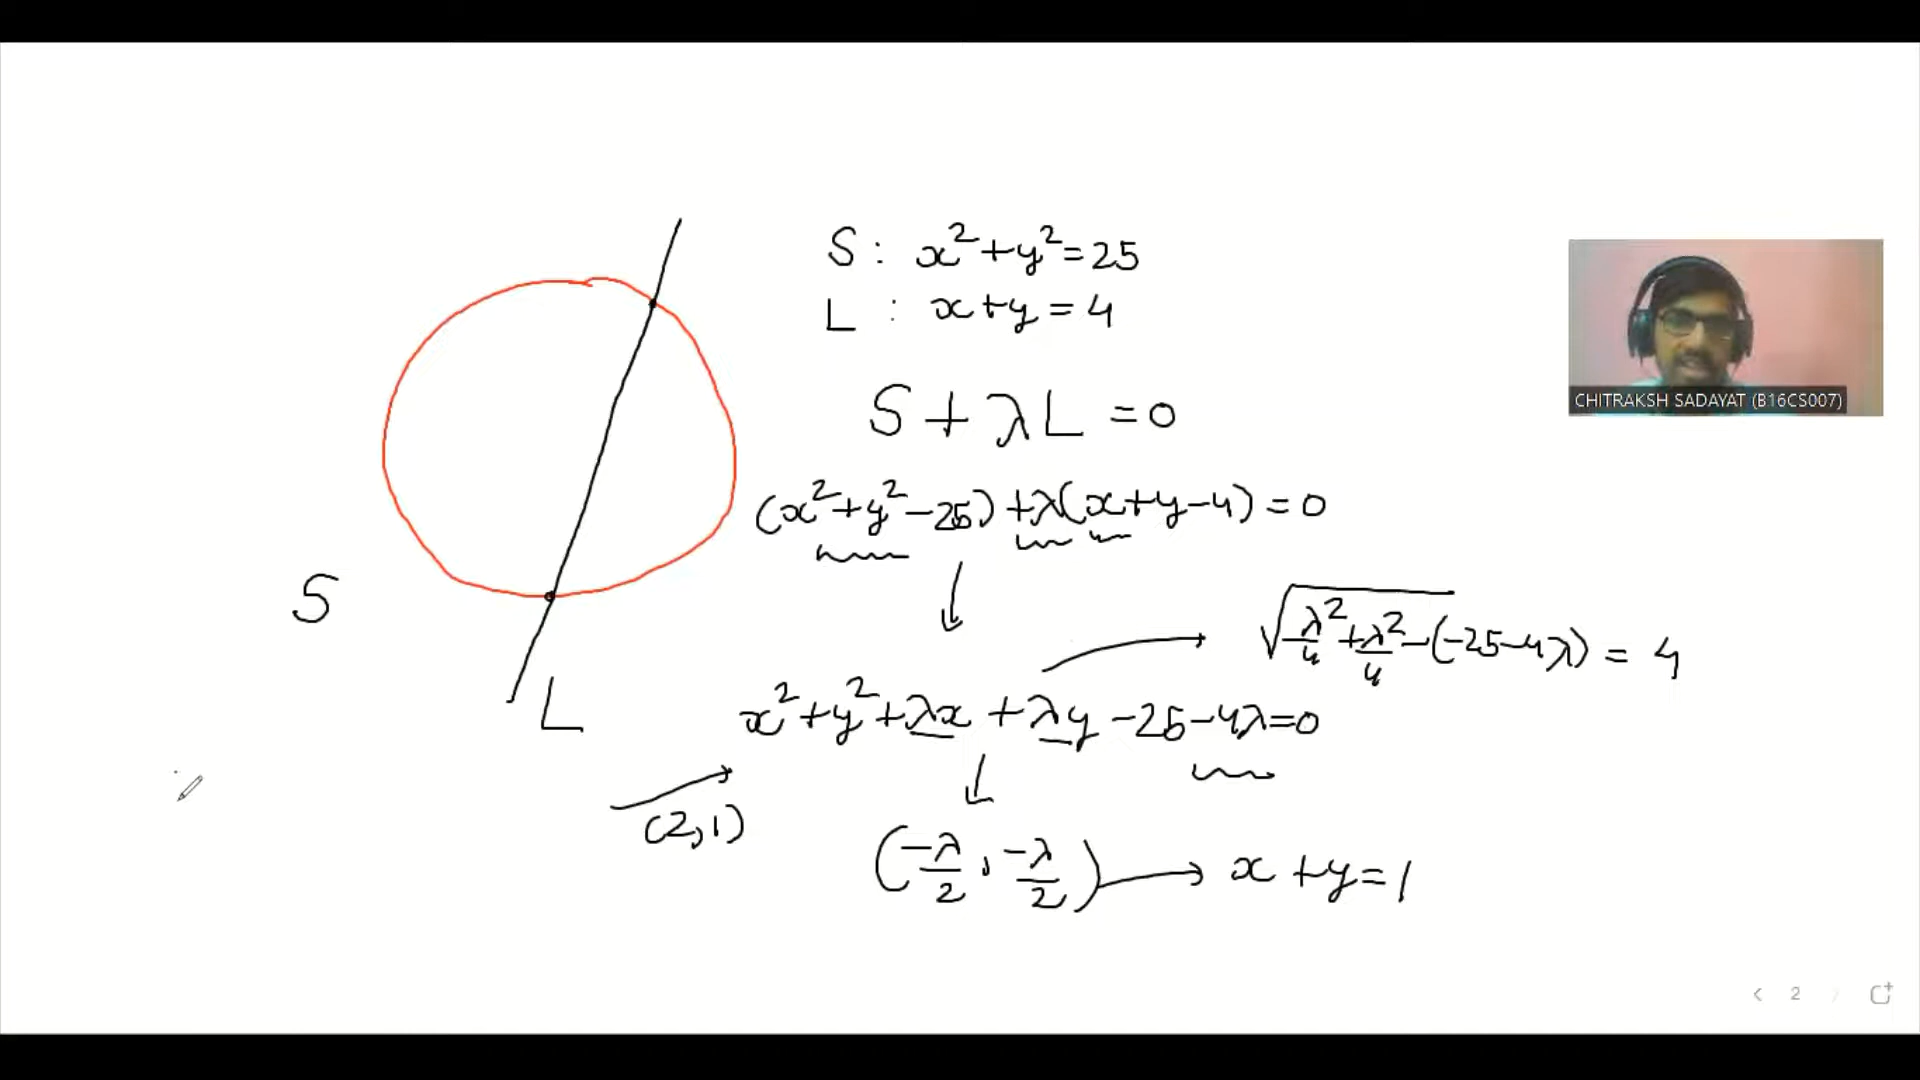 S : x²+y²=25
L : x+y=4
S+λL=0
(x²+y²-25)+λ(x+y-4)=0
S
√(λ²/4+λ²/4-(-25-4λ)) = 4
L
x²+y²+λx+λy-25-4λ=0
(2,1)
(-λ/2, -λ/2) → x+y=1
CHITRAKSH SADAYAT (B16CS007)
2